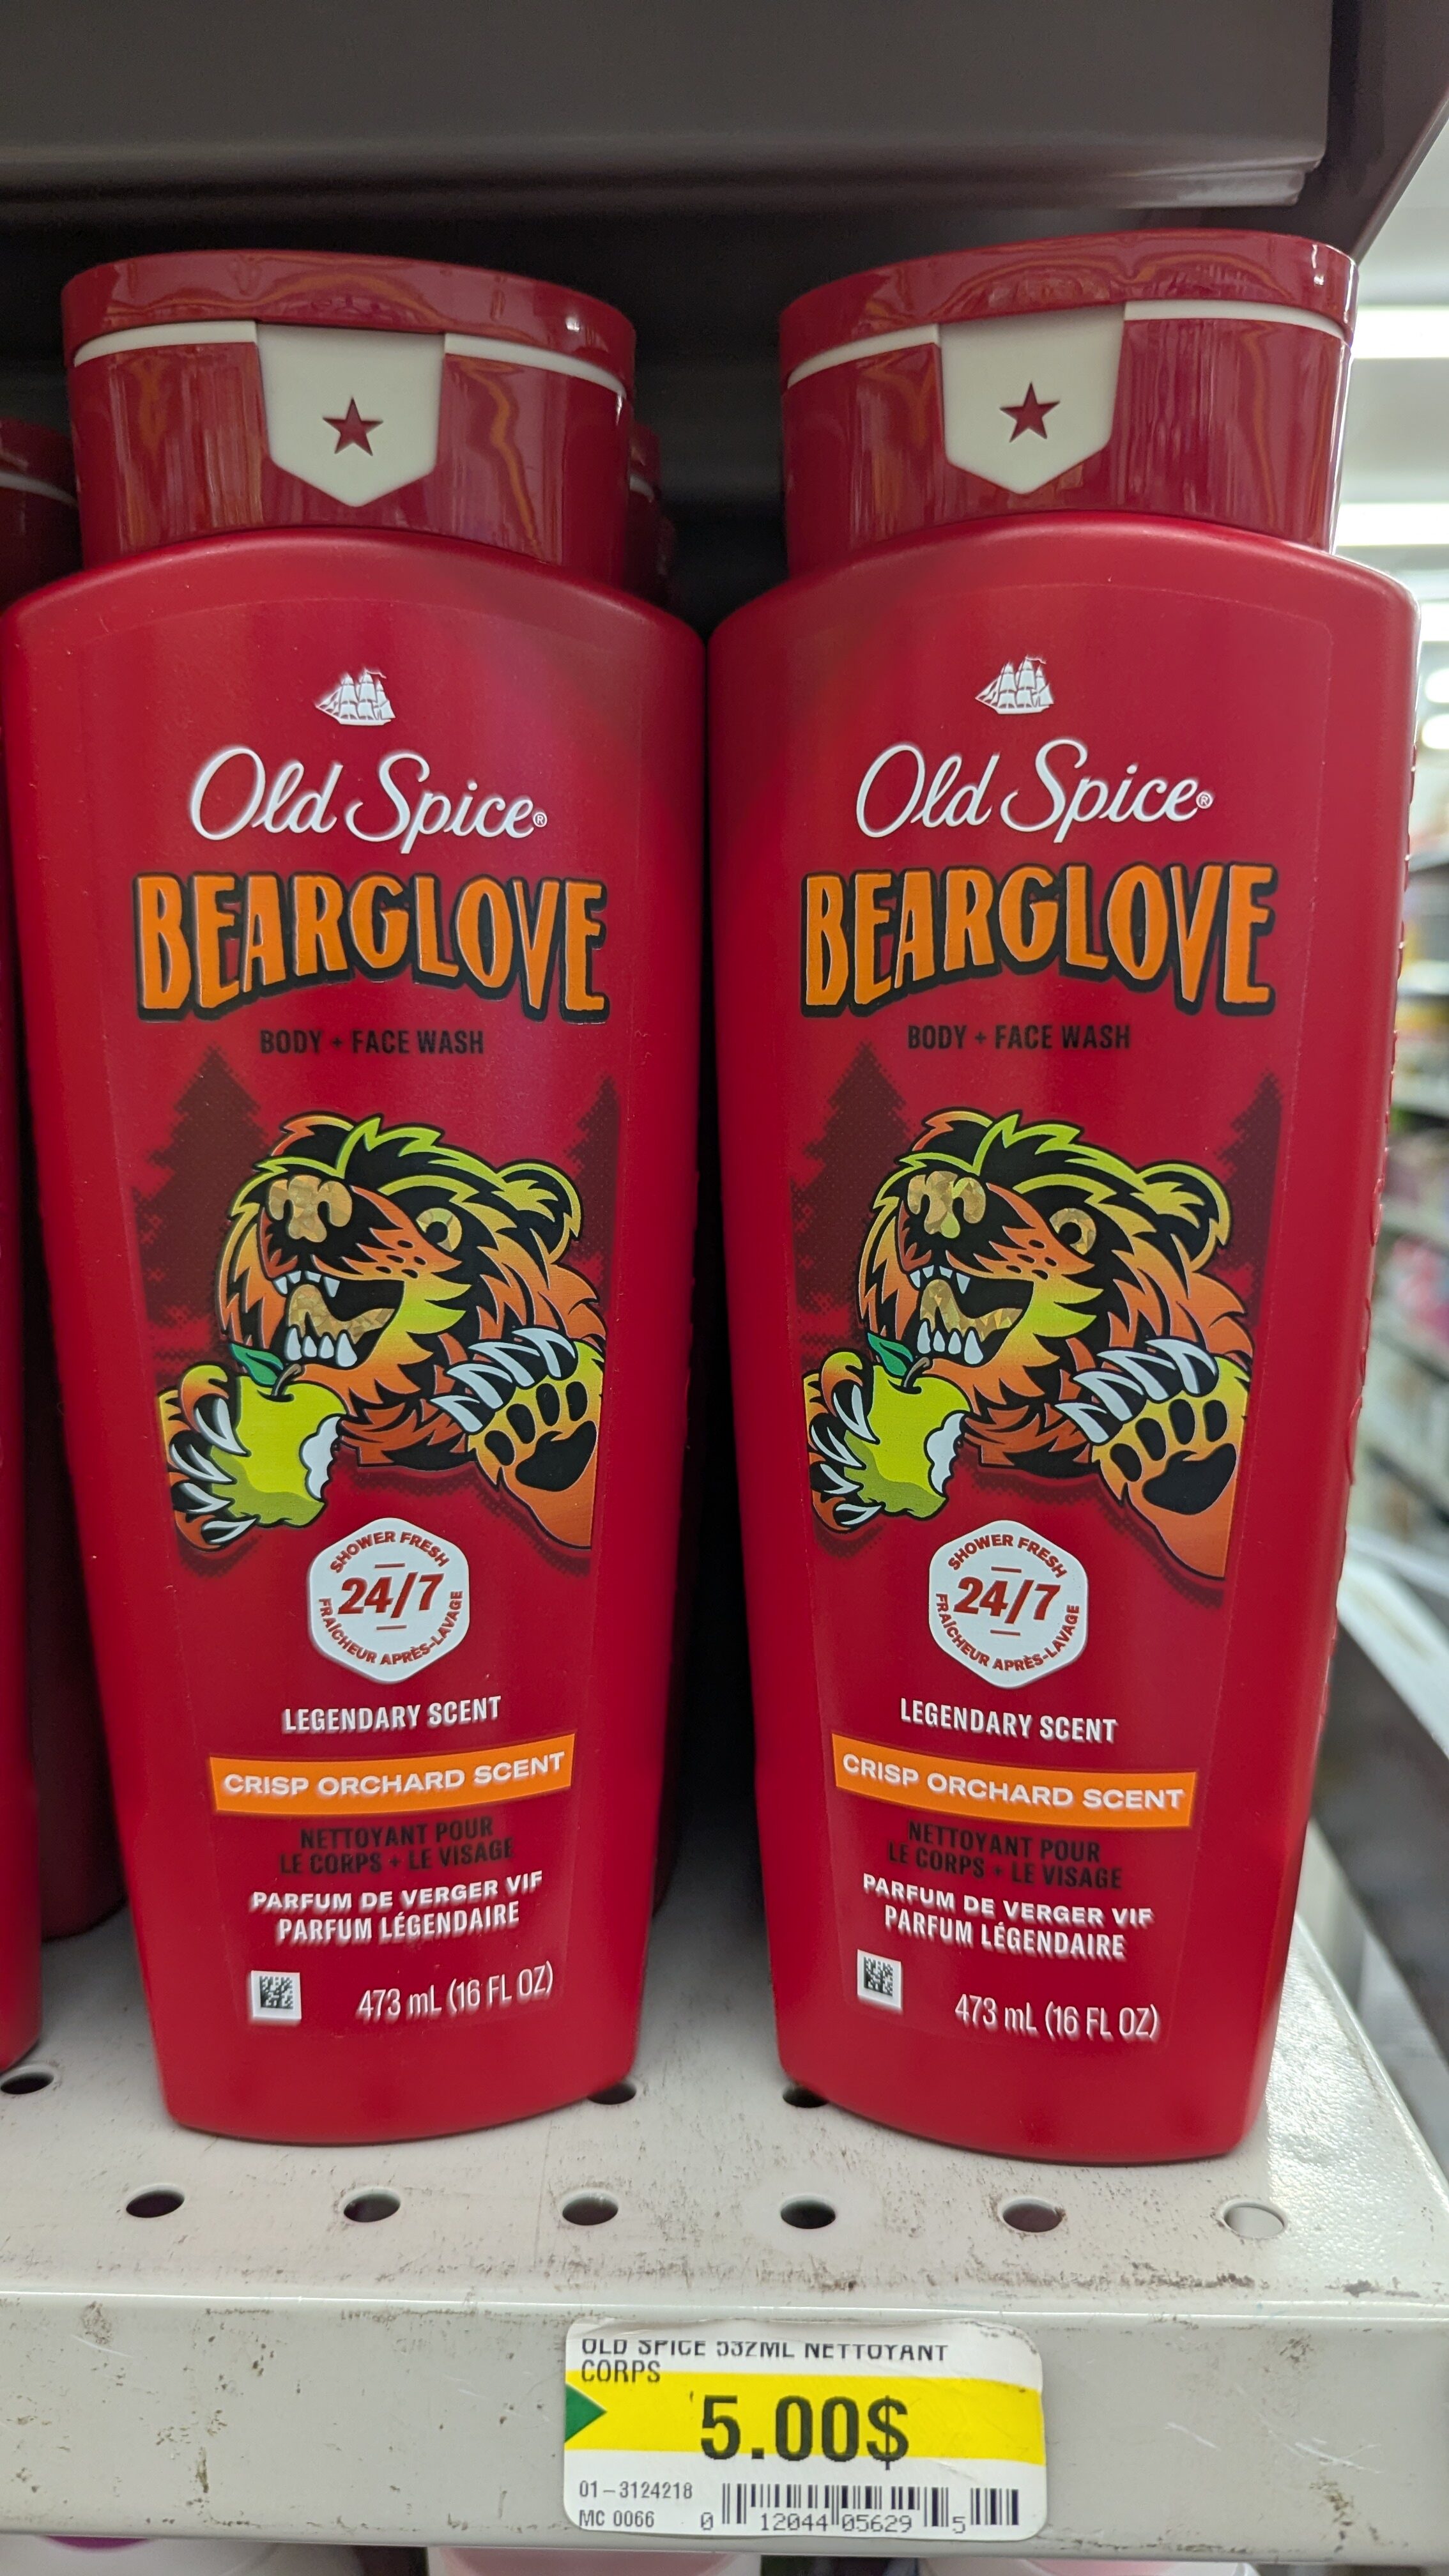 Old Spice®
BEARGLOVE
BODY + FACE WASH
SHOWER FRESH
24/7
FRAÎCHEUR APRÈS-LAVAGE
LEGENDARY SCENT
CRISP ORCHARD SCENT
NETTOYANT POUR
LE CORPS + LE VISAGE
PARFUM DE VERGER VIF
PARFUM LÉGENDAIRE
473 mL (16 FL OZ)
Old Spice®
BEARGLOVE
BODY + FACE WASH
SHOWER FRESH
24/7
FRAÎCHEUR APRÈS-LAVAGE
LEGENDARY SCENT
CRISP ORCHARD SCENT
NETTOYANT POUR
LE CORPS + LE VISAGE
PARFUM DE VERGER VIF
PARFUM LÉGENDAIRE
473 mL (16 FL OZ)
OLD SPICE 532ML NETTOYANT
CORPS
5.00$
01-3124218
MC 0066
0 12044 05629 5